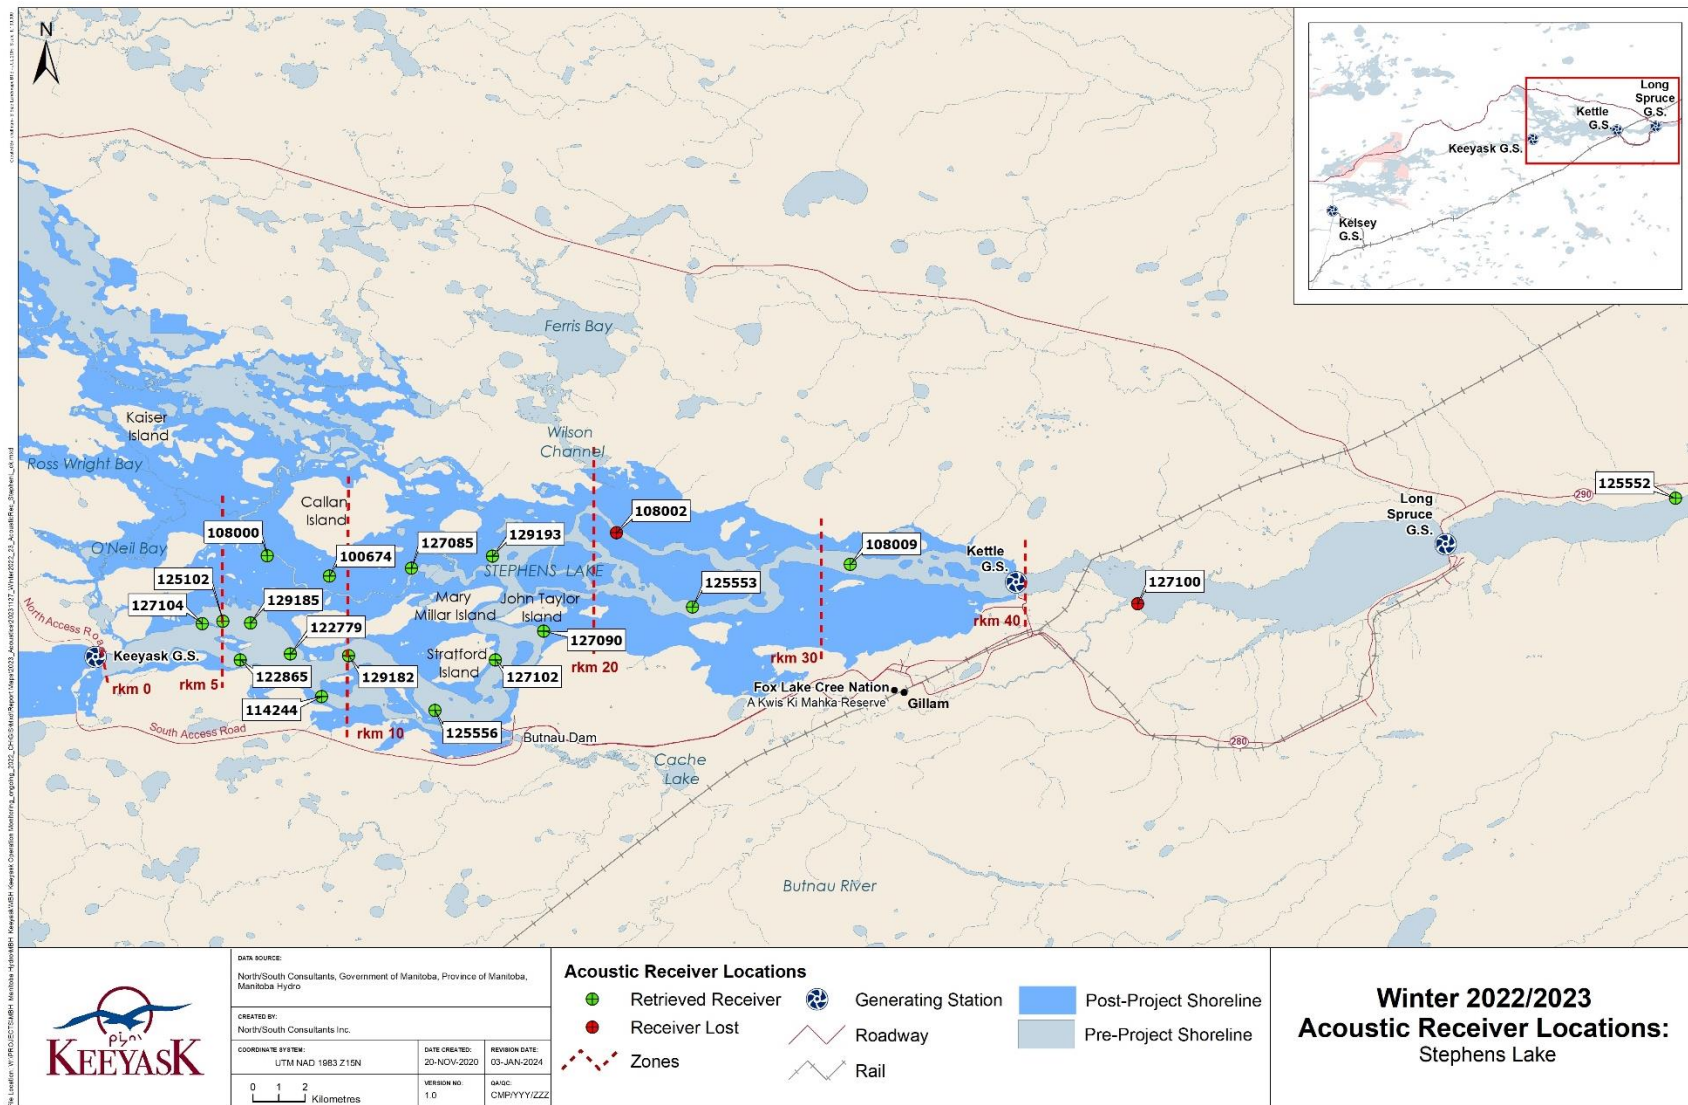 N
Long
Spruce
G.S.
Kettle
G.S.
Keeyask G.S.
Kelsey
G.S.
Ferris Bay
Kaiser
Island
Wilson
Channel
Ross Wright Bay
Callan
Island
125552
290
Long
Spruce
G.S.
108002
108000
129193
127085
100674
108009
O'Neil Bay
Kettle
G.S.
STEPHENS LAKE
125102
125553
127100
127104
129185
Mary
Millar Island
John Taylor
Island
North Access Road
122779
127090
rkm 40
Keeyask G.S.
Stratford
Island
rkm 20
rkm 30
rkm 0
rkm 5
122865
129182
127102
Fox Lake Cree Nation
A Kwis Ki Mahka Reserve
Gillam
114244
South Access Road
rkm 10
125556
Butnau Dam
280
Cache
Lake
Butnau River
KEEYASK
DATA SOURCE:
North/South Consultants, Government of Manitoba, Province of Manitoba,
Manitoba Hydro
CREATED BY:
North/South Consultants Inc.
COORDINATE SYSTEM:
UTM NAD 1983 Z15N
DATE CREATED:
20-NOV-2020
REVISION DATE:
03-JAN-2024
0 1 2
Kilometres
VERSION NO:
1.0
QA/QC:
CMP/YYY/ZZZ
Acoustic Receiver Locations
Retrieved Receiver
Receiver Lost
Zones
Generating Station
Roadway
Rail
Post-Project Shoreline
Pre-Project Shoreline
Winter 2022/2023
Acoustic Receiver Locations:
Stephens Lake